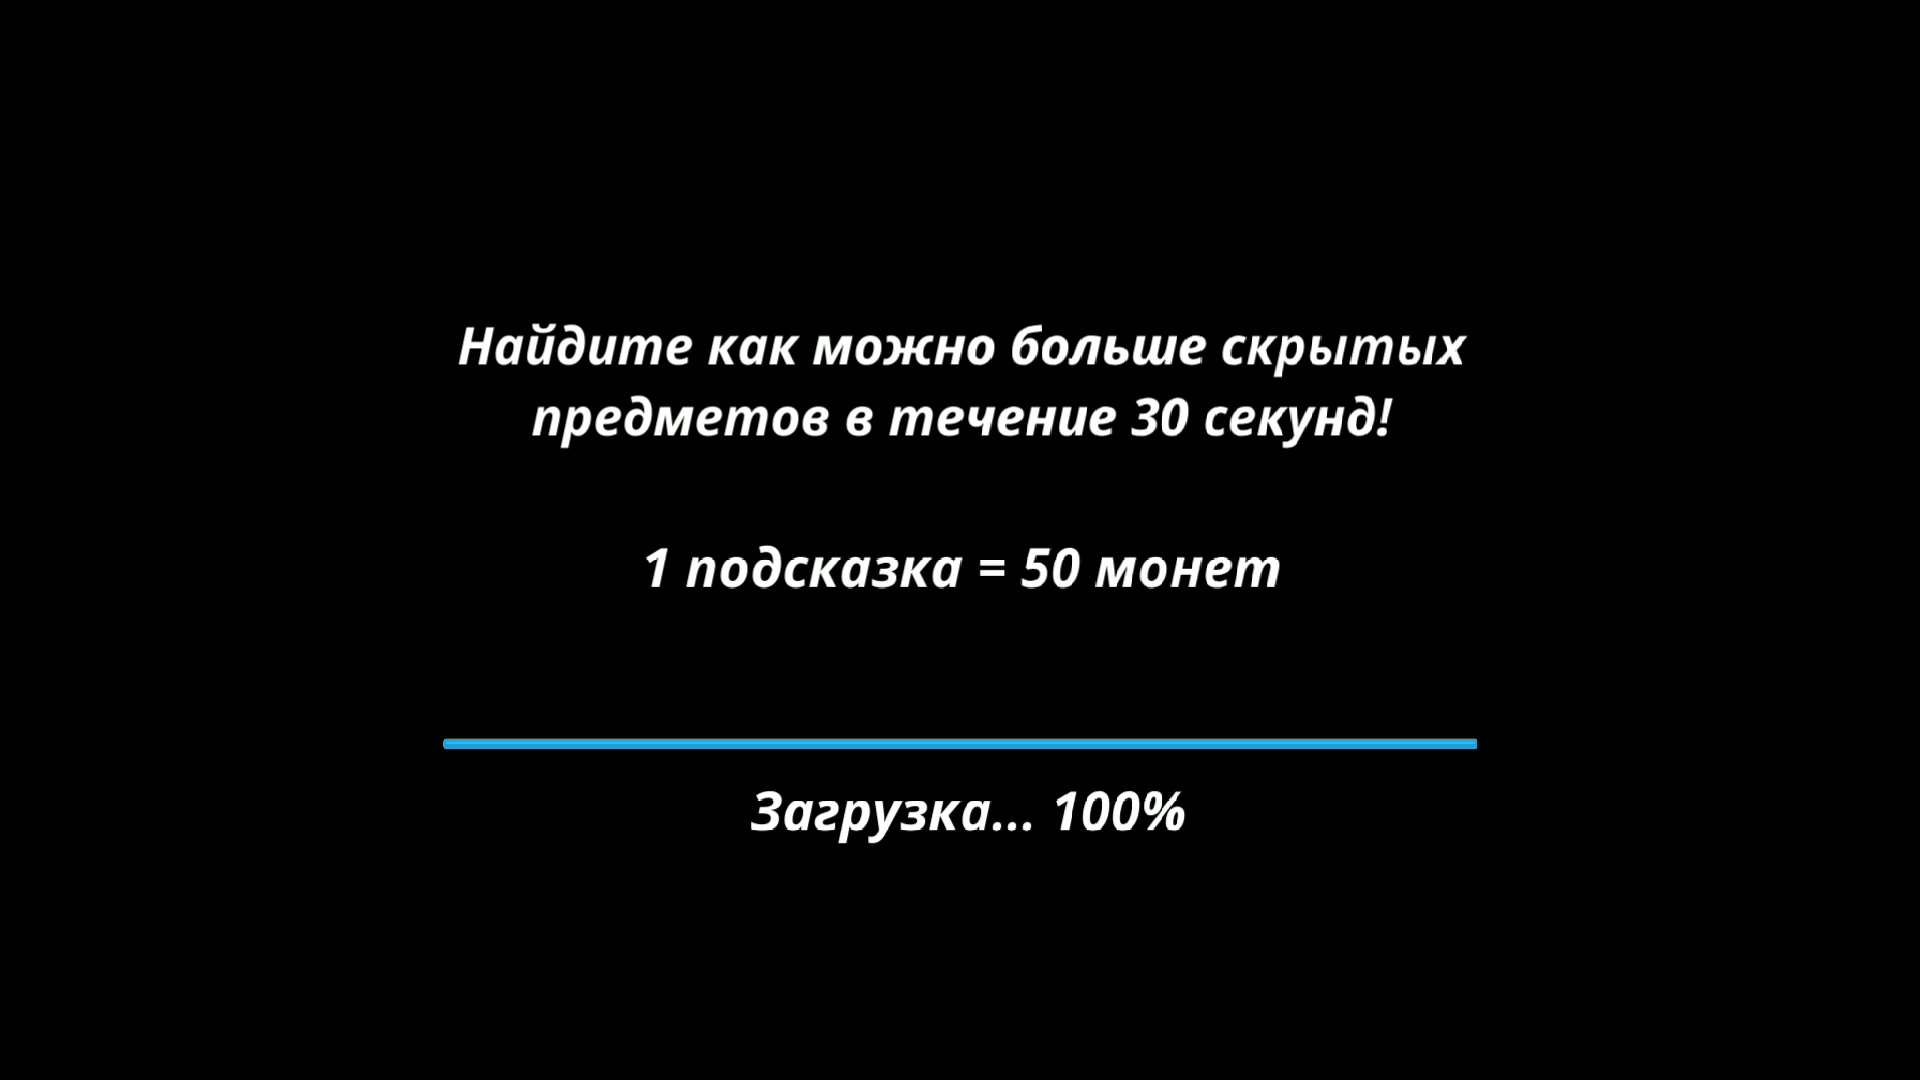 Найдите как можно больше скрытых
предметов в течение 30 секунд!
1 подсказка = 50 монет
Загрузка... 100%